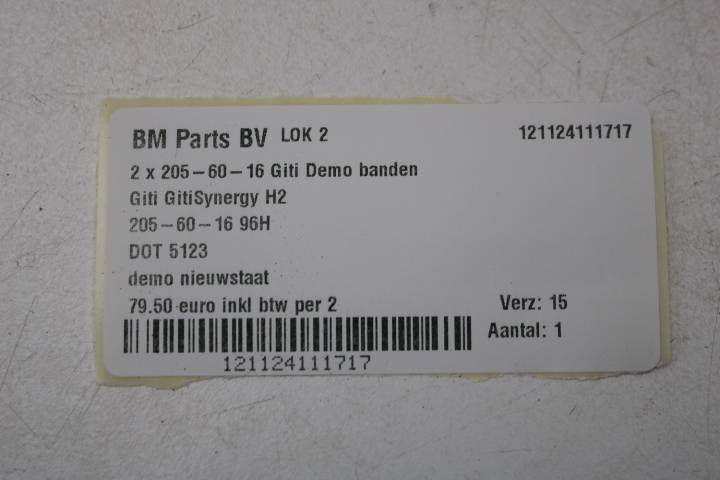 BM Parts BV LOK 2 121124111717
2 x 205-60-16 Giti Demo banden
Giti GitiSynergy H2
205-60-16 96H
DOT 5123
demo nieuwstaat
79.50 euro inkl btw per 2 Verz: 15
Aantal: 1
121124111717